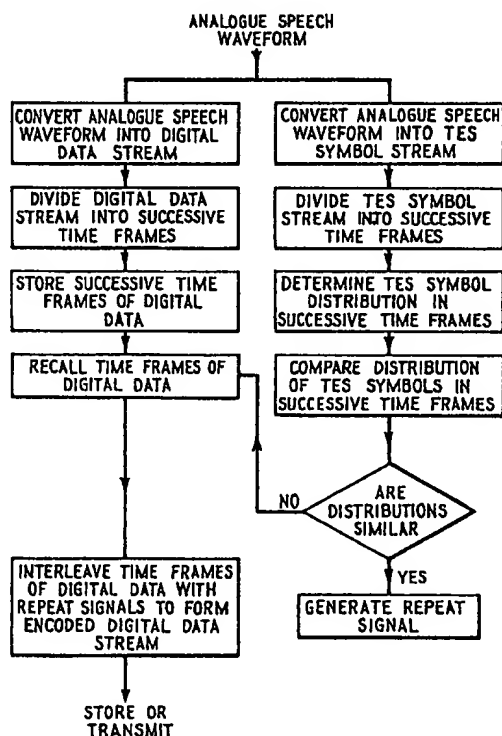 ANALOGUE SPEECH
WAVEFORM
CONVERT ANALOGUE SPEECH
WAVEFORM INTO DIGITAL
DATA STREAM
DIVIDE DIGITAL DATA
STREAM INTO SUCCESSIVE
TIME FRAMES
STORE SUCCESSIVE TIME
FRAMES OF DIGITAL
DATA
RECALL TIME FRAMES OF
DIGITAL DATA
INTERLEAVE TIME FRAMES
OF DIGITAL DATA WITH
REPEAT SIGNALS TO FORM
ENCODED DIGITAL DATA
STREAM
STORE OR
TRANSMIT
CONVERT ANALOGUE SPEECH
WAVEFORM INTO TES
SYMBOL STREAM
DIVIDE TES SYMBOL
STREAM INTO SUCCESSIVE
TIME FRAMES
DETERMINE TES SYMBOL
DISTRIBUTION IN
SUCCESSIVE TIME FRAMES
COMPARE DISTRIBUTION
OF TES SYMBOLS IN
SUCCESSIVE TIME FRAMES
NO
ARE
DISTRIBUTIONS
SIMILAR
YES
GENERATE REPEAT
SIGNAL